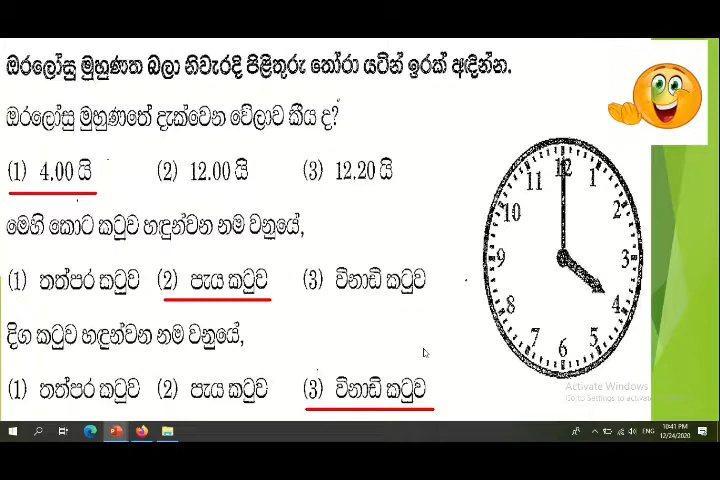 ඔරලෝසු මුහුණත බලා නිවැරදි පිළිතුරු තෝරා යටින් ඉරක් අඳින්න.
ඔරලෝසු මුහුණතේ දැක්වෙන වේලාව කීය ද?
(1) 4.00 යි (2) 12.00 යි (3) 12.20 යි
මෙහි කොට කටුව හඳුන්වන නම වනුයේ,
(1) තත්පර කටුව (2) පැය කටුව (3) විනාඩි කටුව
දිග කටුව හඳුන්වන නම වනුයේ,
(1) තත්පර කටුව (2) පැය කටුව (3) විනාඩි කටුව
12
11 1
10 2
9 3
8 4
7 5
6
Activate Windows
Go to Settings to activate
ENG
10:41 PM
12/24/2020